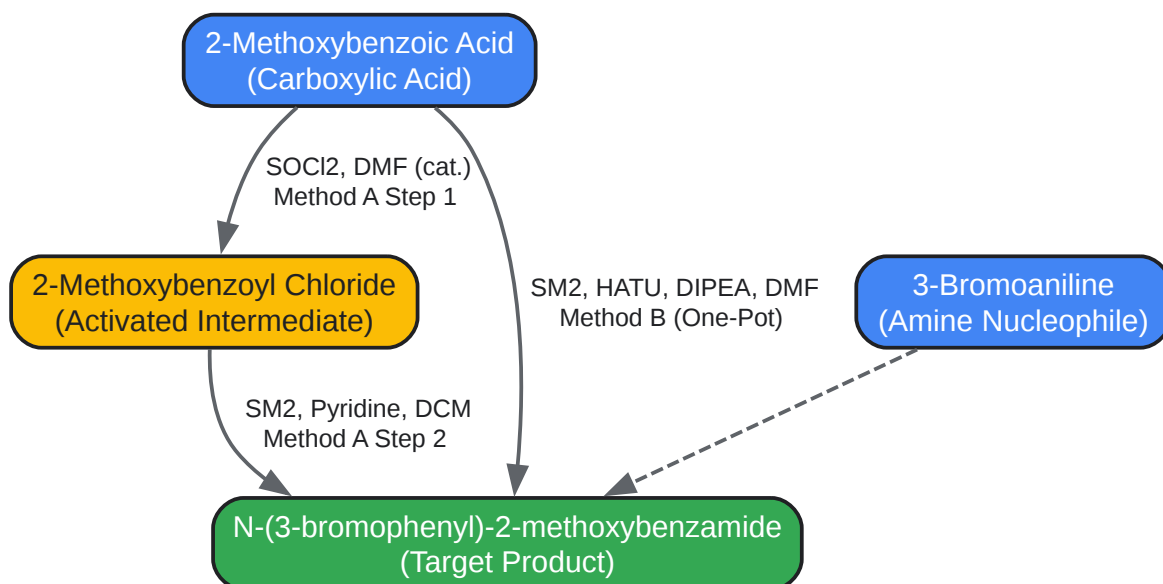 2-Methoxybenzoic Acid
(Carboxylic Acid)
SOCl2, DMF (cat.)
Method A Step 1
2-Methoxybenzoyl Chloride
(Activated Intermediate)
SM2, HATU, DIPEA, DMF
Method B (One-Pot)
3-Bromoaniline
(Amine Nucleophile)
SM2, Pyridine, DCM
Method A Step 2
N-(3-bromophenyl)-2-methoxybenzamide
(Target Product)